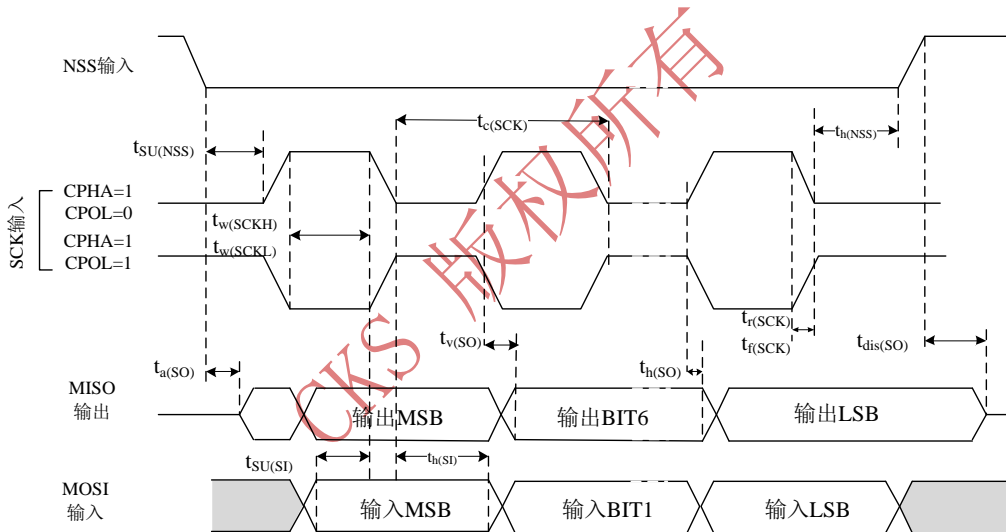 NSS输入
tc(SCK)
th(NSS)
tSU(NSS)
SCK输入
CPHA=1
CPOL=0
tw(SCKH)
CPHA=1
tw(SCKL)
CPOL=1
tr(SCK)
tv(SO)
tf(SCK)
tdis(SO)
ta(SO)
th(SO)
MISO
输出
输出MSB
输出BIT6
输出LSB
tSU(SI)
th(SI)
MOSI
输入
输入MSB
输入BIT1
输入LSB
CKS 版权所有